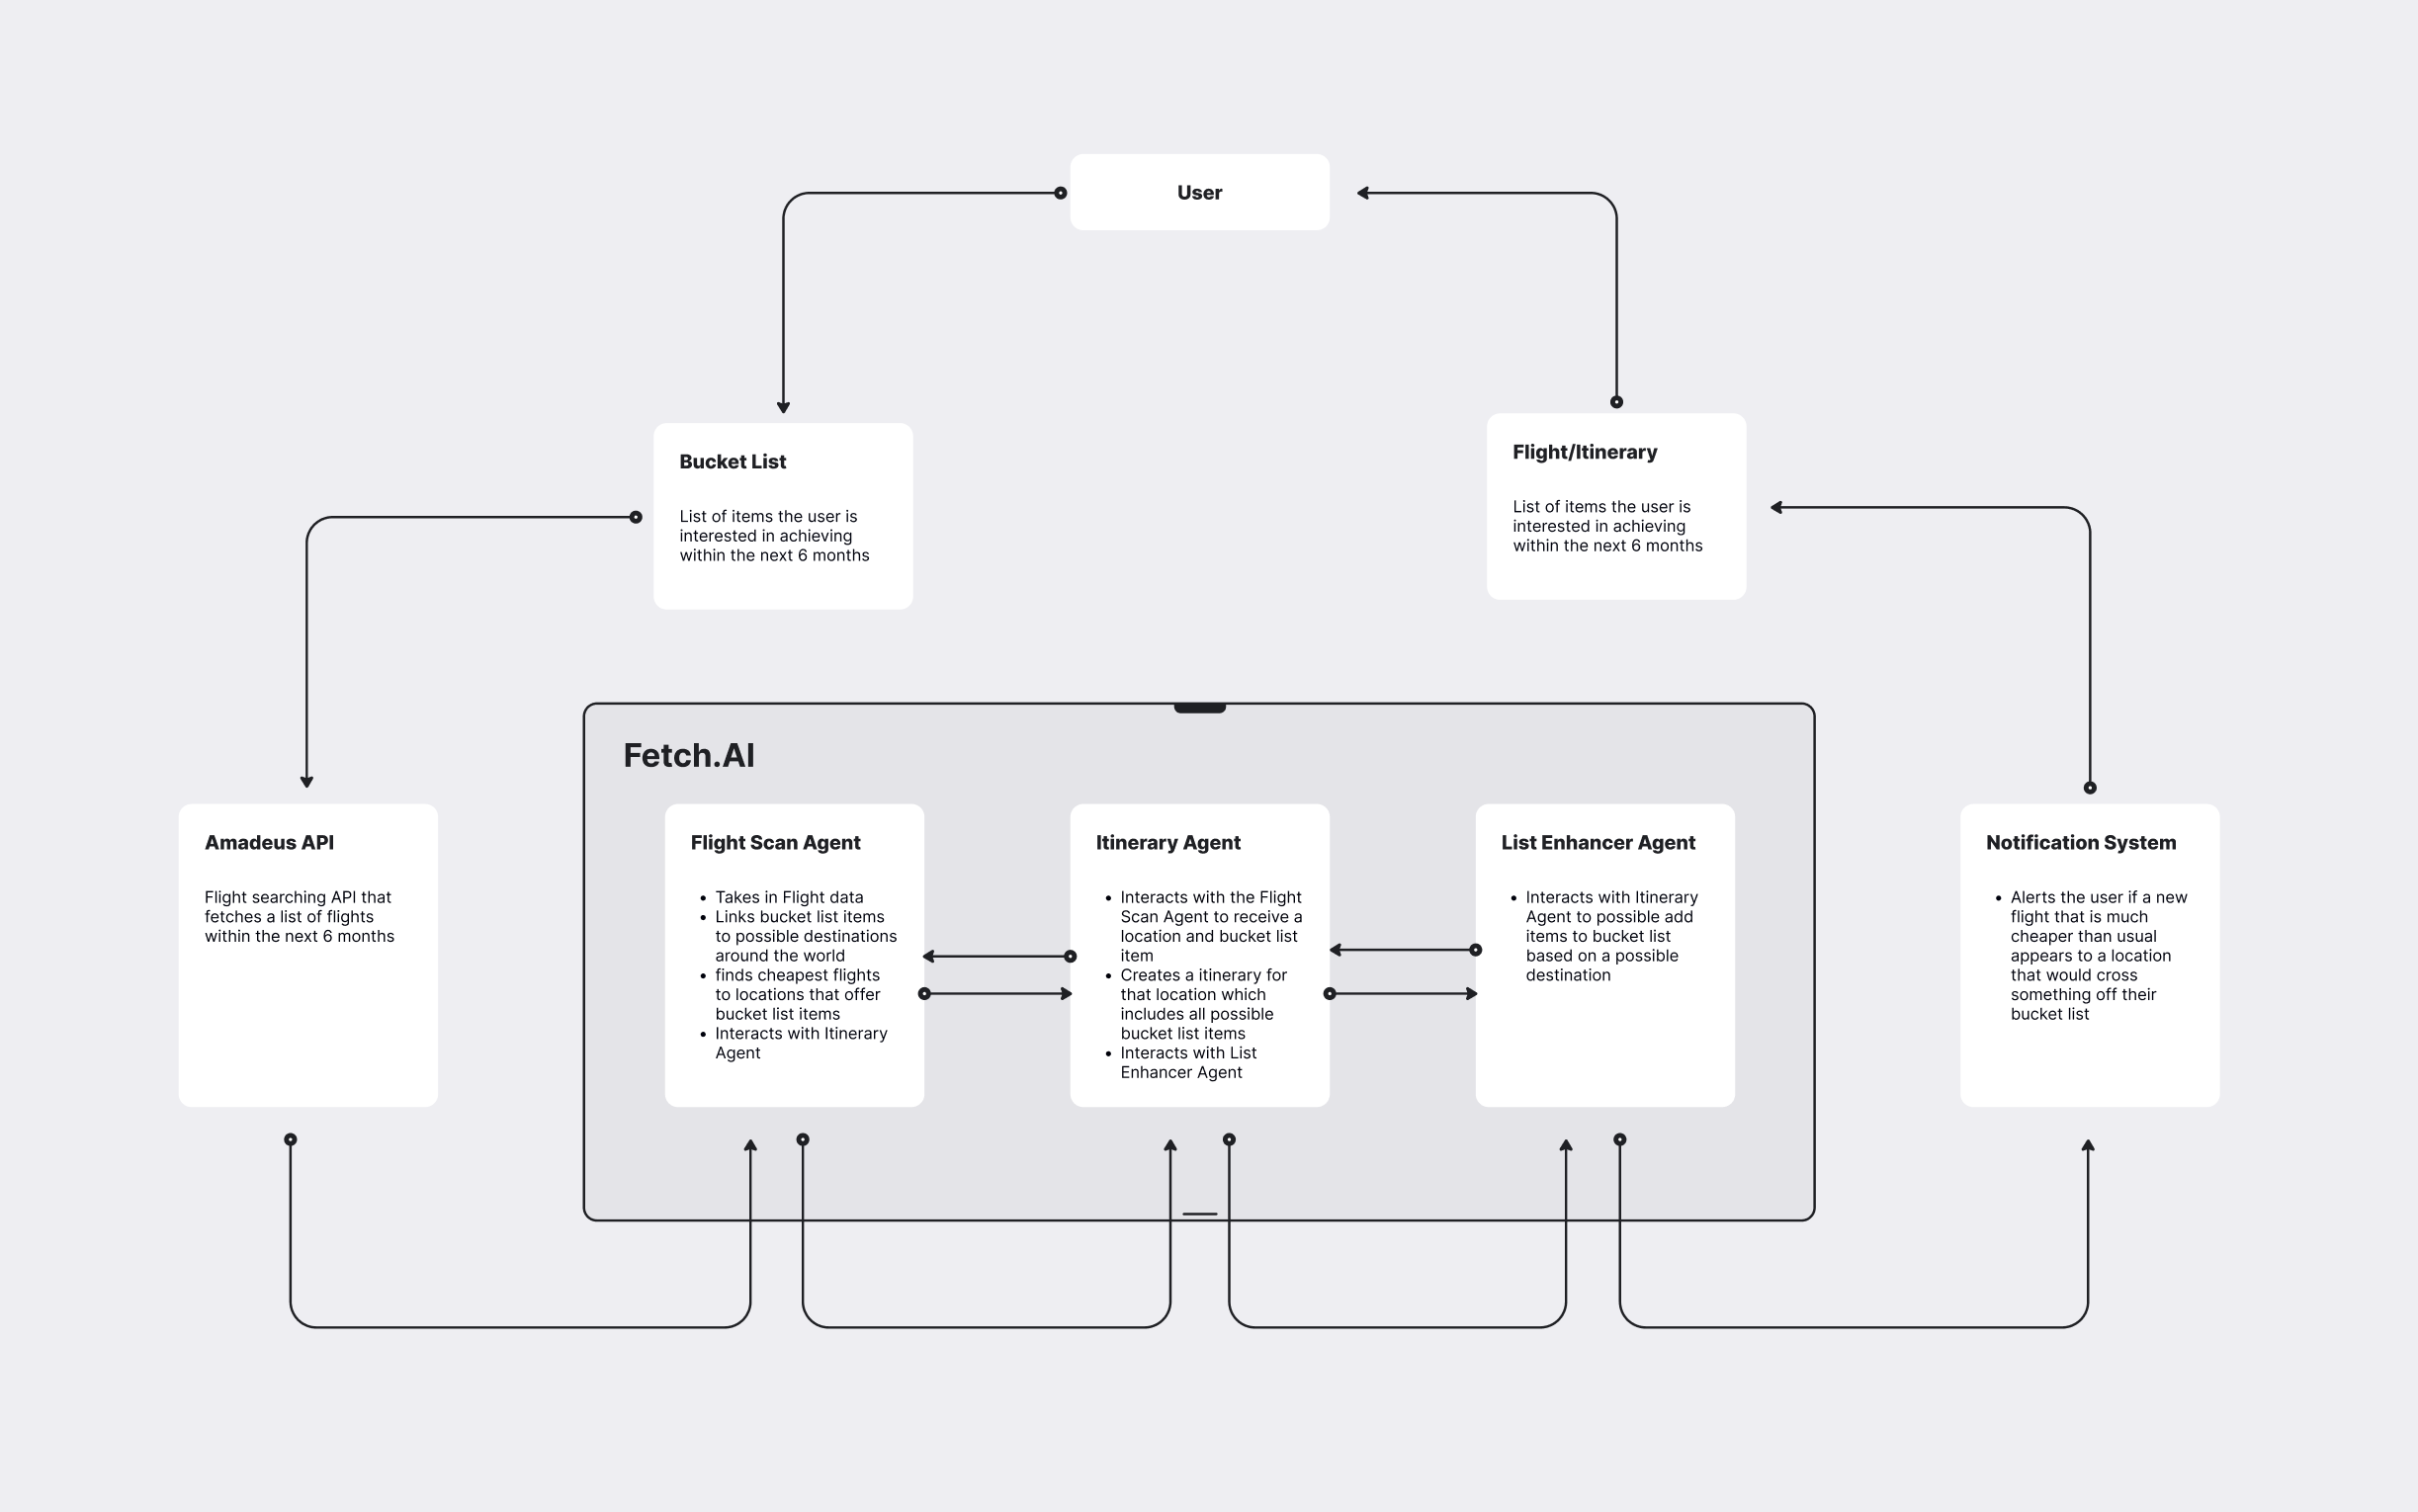 User
Bucket List
List of items the user is
interested in achieving
within the next 6 months
Flight/Itinerary
List of items the user is
interested in achieving
within the next 6 months
Fetch.AI
Amadeus API
Flight searching API that
fetches a list of flights
within the next 6 months
Flight Scan Agent
• Takes in Flight data
• Links bucket list items
to possible destinations
around the world
• finds cheapest flights
to locations that offer
bucket list items
• Interacts with Itinerary
Agent
Itinerary Agent
• Interacts with the Flight
Scan Agent to receive a
location and bucket list
item
• Creates a itinerary for
that location which
includes all possible
bucket list items
• Interacts with List
Enhancer Agent
List Enhancer Agent
• Interacts with Itinerary
Agent to possible add
items to bucket list
based on a possible
destination
Notification System
• Alerts the user if a new
flight that is much
cheaper than usual
appears to a location
that would cross
something off their
bucket list